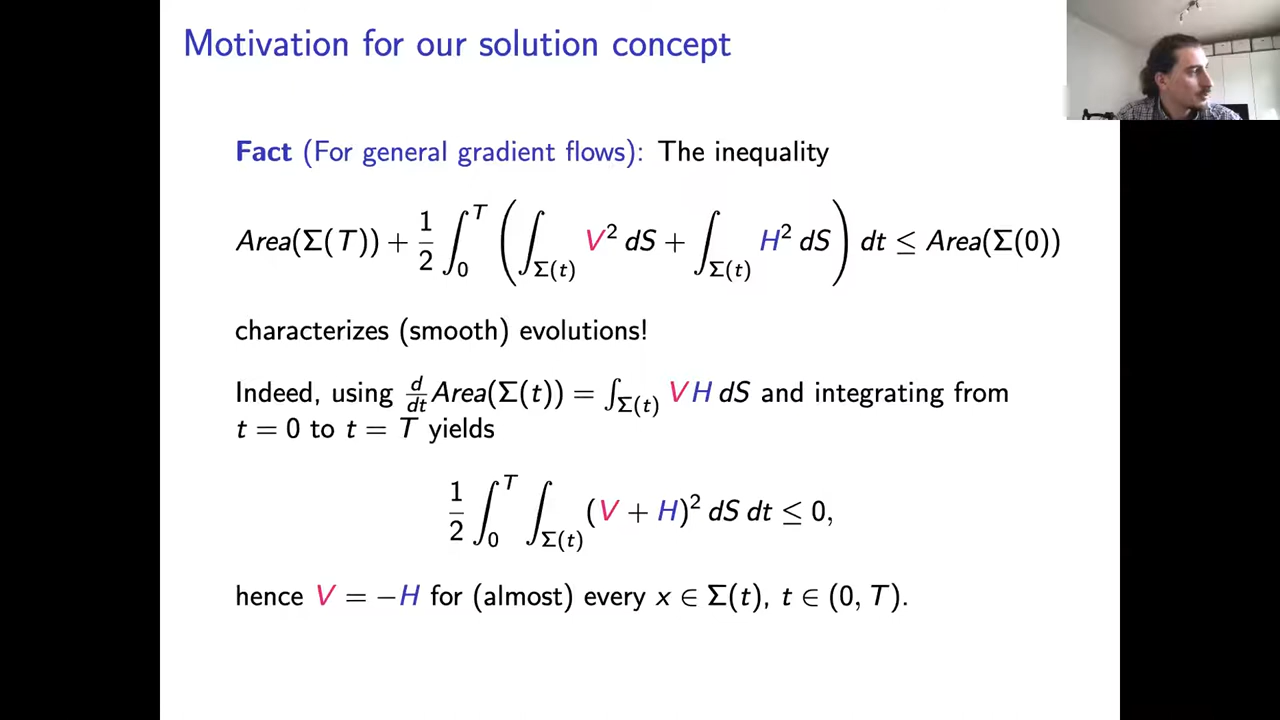 Motivation for our solution concept
Fact (For general gradient flows): The inequality
Area(Σ(T)) + 1/2 ∫_0^T ( ∫_{Σ(t)} V² dS + ∫_{Σ(t)} H² dS ) dt ≤ Area(Σ(0))
characterizes (smooth) evolutions!
Indeed, using d/dt Area(Σ(t)) = ∫_{Σ(t)} VH dS and integrating from
t = 0 to t = T yields
1/2 ∫_0^T ∫_{Σ(t)} (V + H)² dS dt ≤ 0,
hence V = −H for (almost) every x ∈ Σ(t), t ∈ (0, T).